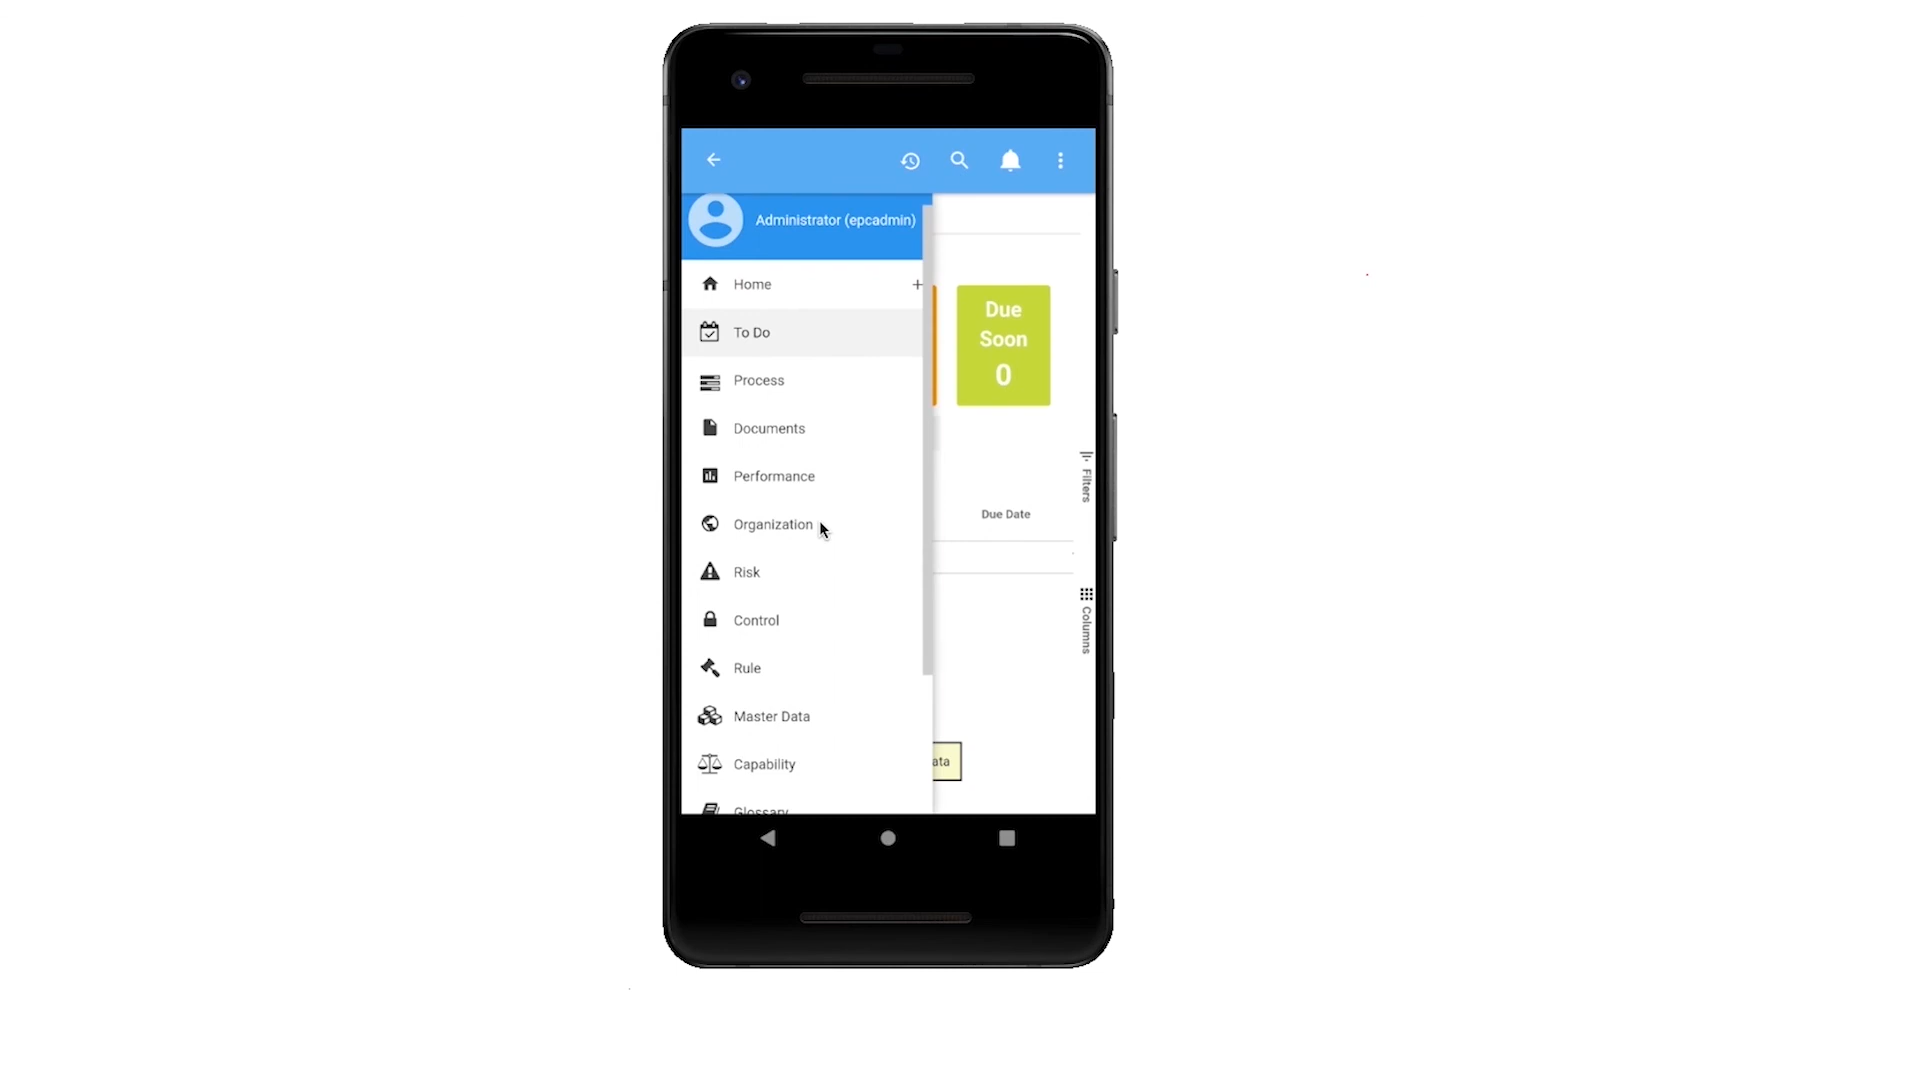 Administrator (epcadmin)
Home
To Do
Process
Documents
Performance
Organization
Risk
Control
Rule
Master Data
Capability
Glossary
Due
Soon
0
Filters
Due Date
Columns
ata